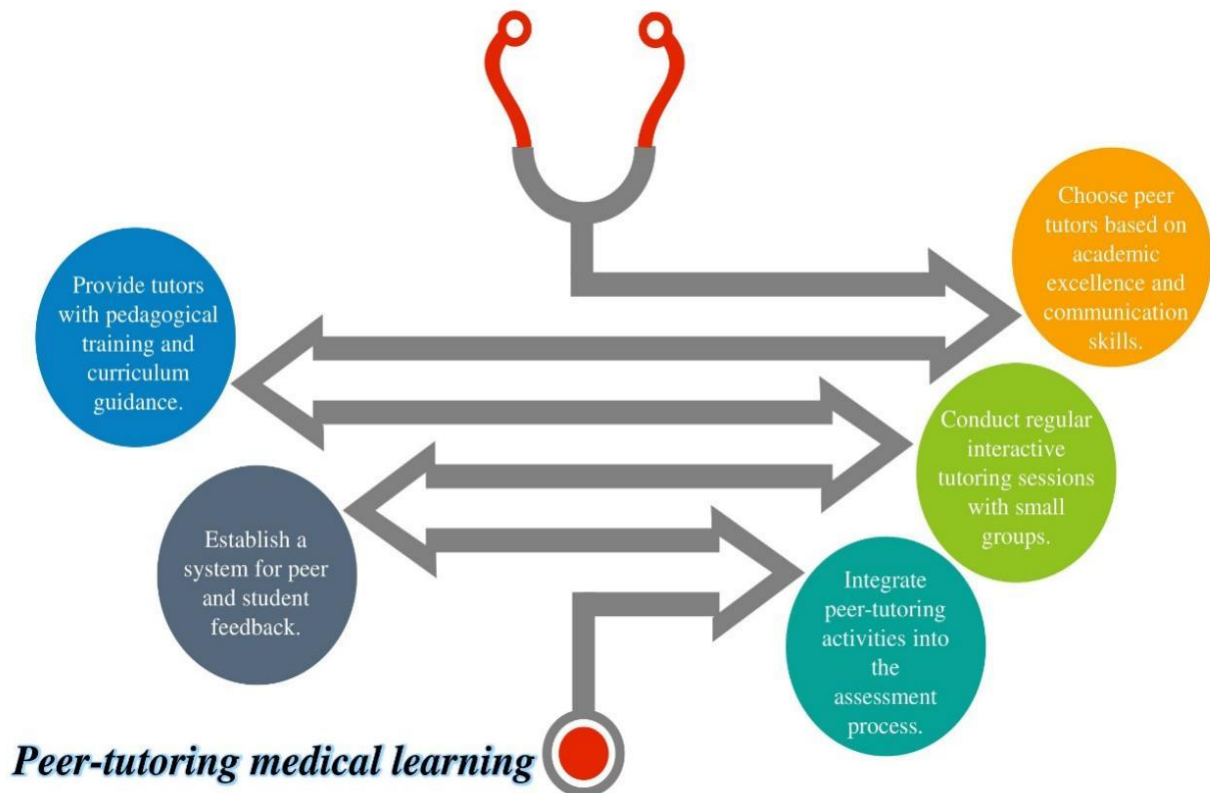 Choose peer
tutors based on
academic
excellence and
communication
skills.
Provide tutors
with pedagogical
training and
curriculum
guidance.
Conduct regular
interactive
tutoring sessions
with small
groups.
Establish a
system for peer
and student
feedback.
Integrate
peer-tutoring
activities into
the
assessment
process.
Peer-tutoring medical learning